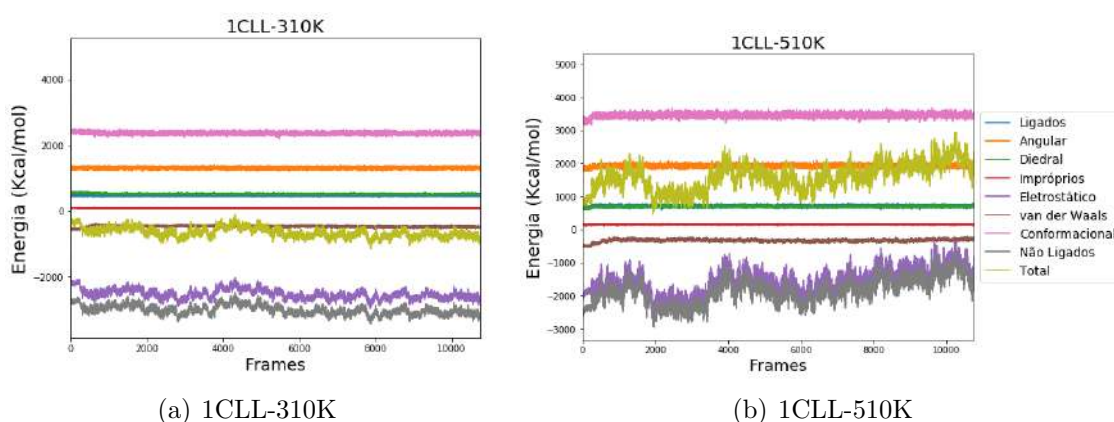 1CLL-310K
Energia (Kcal/mol)
4000
2000
0
−2000
0 2000 4000 6000 8000 10000
Frames
(a) 1CLL-310K
1CLL-510K
Energia (Kcal/mol)
5000
4000
3000
2000
1000
0
−1000
−2000
−3000
0 2000 4000 6000 8000 10000
Frames
(b) 1CLL-510K
Ligados
Angular
Diedral
Impróprios
Eletrostático
van der Waals
Conformacional
Não Ligados
Total